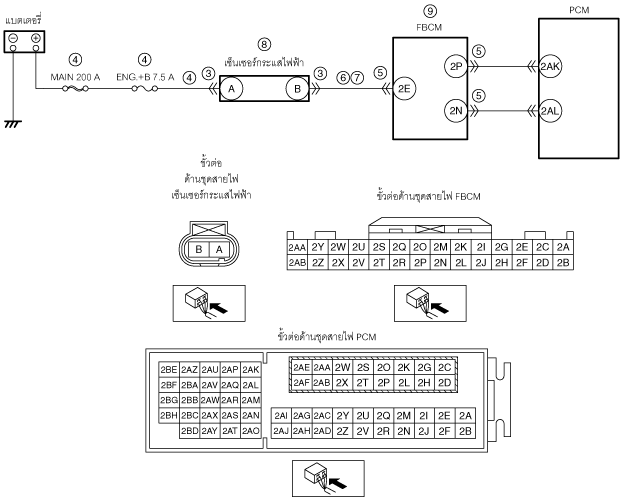 แบตเตอรี่
MAIN 200 A
④
ENG.+B 7.5 A
④
④
③
⑧
เซ็นเซอร์กระแสไฟฟ้า
A
B
③
⑥⑦
⑤
⑨
FBCM
2E
2P
2N
⑤
⑤
PCM
2AK
2AL
ขั้วต่อ
ด้านชุดสายไฟ
เซ็นเซอร์กระแสไฟฟ้า
B A
ขั้วต่อด้านชุดสายไฟ FBCM
2AA 2Y 2W 2U 2S 2Q 2O 2M 2K 2I 2G 2E 2C 2A
2AB 2Z 2X 2V 2T 2R 2P 2N 2L 2J 2H 2F 2D 2B
ขั้วต่อด้านชุดสายไฟ PCM
2BE 2AZ 2AU 2AP 2AK
2BF 2BA 2AV 2AQ 2AL
2BG 2BB 2AW 2AR 2AM
2BH 2BC 2AX 2AS 2AN
2BD 2AY 2AT 2AO
2AE 2AA 2W 2S 2O 2K 2G 2C
2AF 2AB 2X 2T 2P 2L 2H 2D
2AI 2AG 2AC 2Y 2U 2Q 2M 2I 2E 2A
2AJ 2AH 2AD 2Z 2V 2R 2N 2J 2F 2B